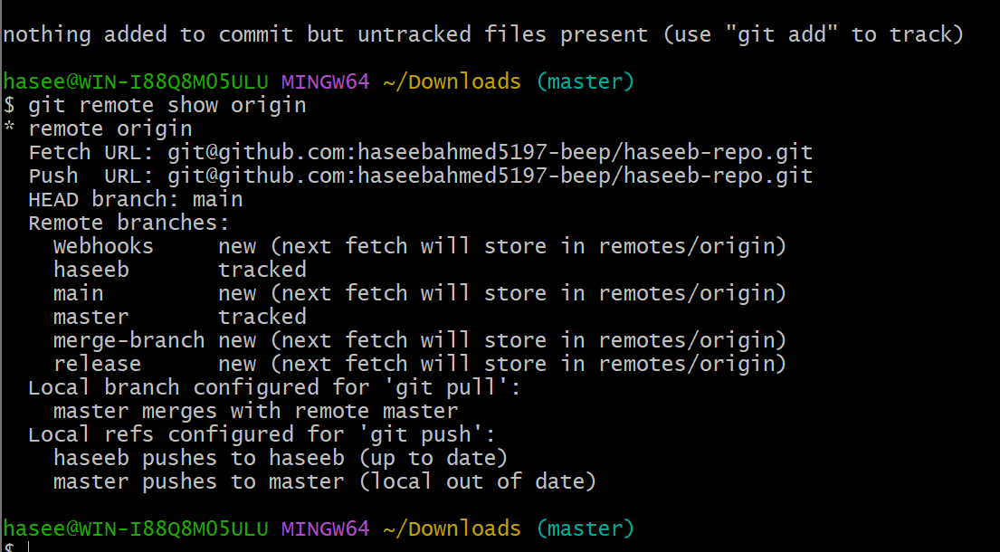 nothing added to commit but untracked files present (use "git add" to track)
hasee@WIN-I88Q8MO5ULU MINGW64 ~/Downloads (master)
$ git remote show origin
* remote origin
  Fetch URL: git@github.com:haseebahmed5197-beep/haseeb-repo.git
  Push  URL: git@github.com:haseebahmed5197-beep/haseeb-repo.git
  HEAD branch: main
  Remote branches:
    Webhooks     new (next fetch will store in remotes/origin)
    haseeb       tracked
    main         new (next fetch will store in remotes/origin)
    master       tracked
    merge-branch new (next fetch will store in remotes/origin)
    release      new (next fetch will store in remotes/origin)
  Local branch configured for 'git pull':
    master merges with remote master
  Local refs configured for 'git push':
    haseeb pushes to haseeb (up to date)
    master pushes to master (local out of date)
hasee@WIN-I88Q8MO5ULU MINGW64 ~/Downloads (master)
$